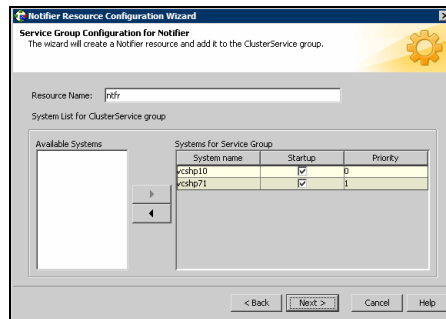 Notifier Resource Configuration Wizard
Service Group Configuration for Notifier
The wizard will create a Notifier resource and add it to the ClusterService group.
Resource Name: ntfr
System List for ClusterService group
Available Systems
Systems for Service Group
System name Startup Priority
vcshp10 0
vcshp71 1
< Back Next > Cancel Help